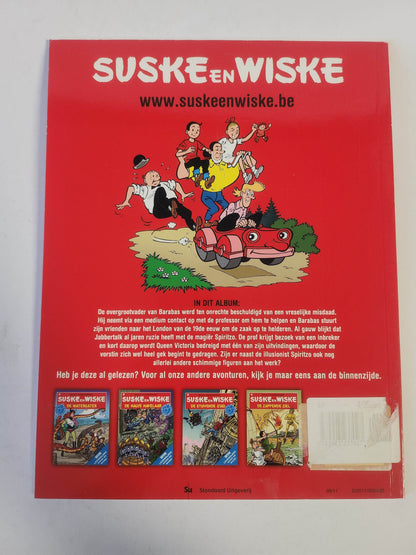 SUSKE EN WISKE
www.suskeenwiske.be
IN DIT ALBUM:
De overgrootvader van Barabas werd ten onrechte beschuldigd van een vreselijke misdaad.
Hij neemt via een medium contact op met de professor om hem te helpen en Barabas stuurt
zijn vrienden naar het Londen van de 19de eeuw om de zaak op te helderen. Al gauw blijkt dat
Jabbertalk al jaren ruzie heeft met de magiër Spiritzo. De prof krijgt bezoek van een inbreker
en kort daarop wordt Queen Victoria bedreigd met één van zijn uitvindingen, waardoor de
vorstin zich wel heel gek begint te gedragen. Zijn er naast de illusionist Spiritzo ook nog
allerlei andere schimmige figuren aan het werk?
Heb je deze al gelezen? Voor al onze andere avonturen, kijk je maar eens aan de binnenzijde.
SUSKE EN WISKE
DE WATERLATER
SUSKE EN WISKE
SUSKE EN WISKE
SUSKE EN WISKE
Su Standaard Uitgeverij